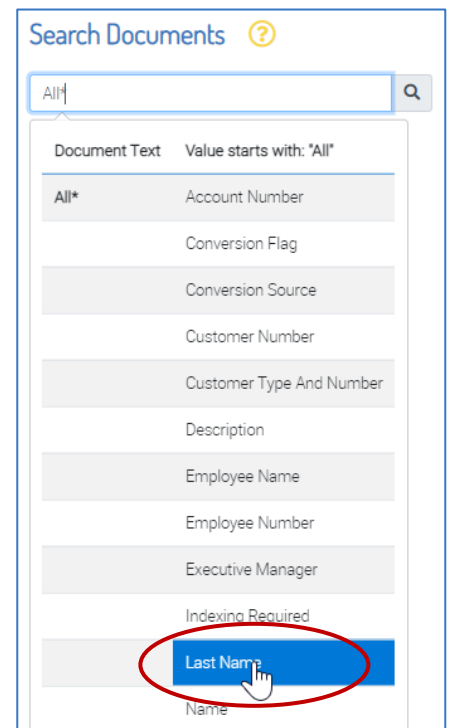 Search Documents ?
All*
Document Text Value starts with: "All"
All* Account Number
Conversion Flag
Conversion Source
Customer Number
Customer Type And Number
Description
Employee Name
Employee Number
Executive Manager
Indexing Required
Last Name
Name